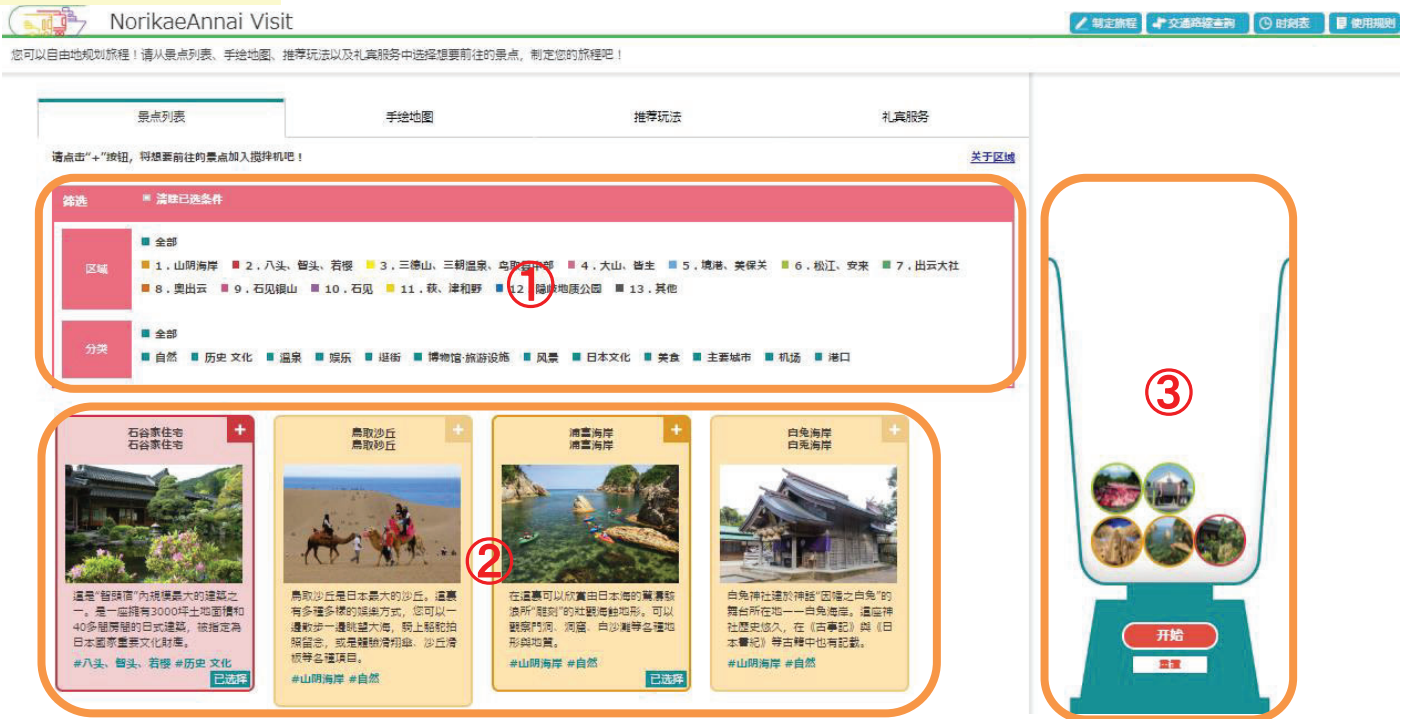 NorikaeAnnai Visit
制定旅程 交通路線查詢 时刻表 使用规则
您可以自由地规划旅程！请从景点列表、手绘地图、推荐玩法以及礼宾服务中选择想要前往的景点，制定您的旅程吧！
景点列表 手绘地图 推荐玩法 礼宾服务
请点击“+”按钮，将想要前往的景点加入搅拌机吧！ 关于区域
筛选 清除已选条件
全部
区域 1．山阴海岸 2．八头、智头、若樱 3．三德山、三朝温泉、鸟取县中部 4．大山、皆生 5．境港、美保关 6．松江、安来 7．出云大社
8．奥出云 9．石见银山 10．石见 11．萩、津和野 12．隐岐地质公园 13．其他
①
全部
分类 自然 历史 文化 温泉 娱乐 逛街 博物馆·旅游设施 风景 日本文化 美食 主要城市 机场 港口
石谷家住宅
石谷家住宅
+
這是“智頭宿”內規模最大的建築之
一。是一座擁有3000坪土地面積和
40多間房間的日式建築，被指定為
日本國家重要文化財產。
#八头、智头、若樱 #历史 文化
已选择
鳥取沙丘
鳥取砂丘
+
鳥取沙丘是日本最大的沙丘。這裏
有多種多樣的娛樂方式，您可以一
邊散步一邊眺望大海，騎上駱駝拍
照留念，或是體驗滑翔傘、沙丘滑
板等各種項目。
#山阴海岸 #自然
②
浦富海岸
浦富海岸
+
在這裏可以欣賞由日本海的驚濤駭
浪所“雕刻”的壯觀海蝕地形。可以
觀察門洞、洞窟、白沙灘等各種地
形與地質。
#山阴海岸 #自然
已选择
白兔海岸
白兎海岸
+
白兔神社建於神話“因幡之白兔”的
舞台所在地——白兔海岸。這座神
社歷史悠久，在《古事記》與《日
本書紀》等古籍中也有記載。
#山阴海岸 #自然
③
开始
重置